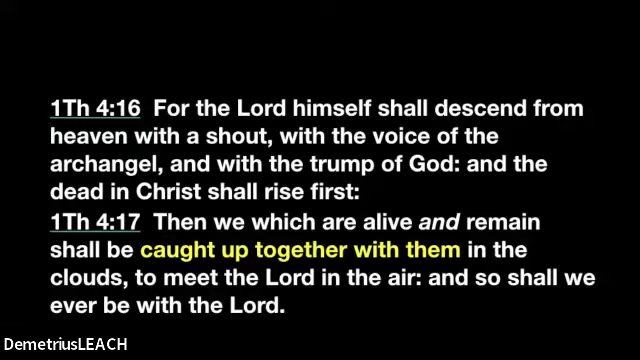 1Th 4:16 For the Lord himself shall descend from
heaven with a shout, with the voice of the
archangel, and with the trump of God: and the
dead in Christ shall rise first:
1Th 4:17 Then we which are alive and remain
shall be caught up together with them in the
clouds, to meet the Lord in the air: and so shall we
ever be with the Lord.
DemetriusLEACH